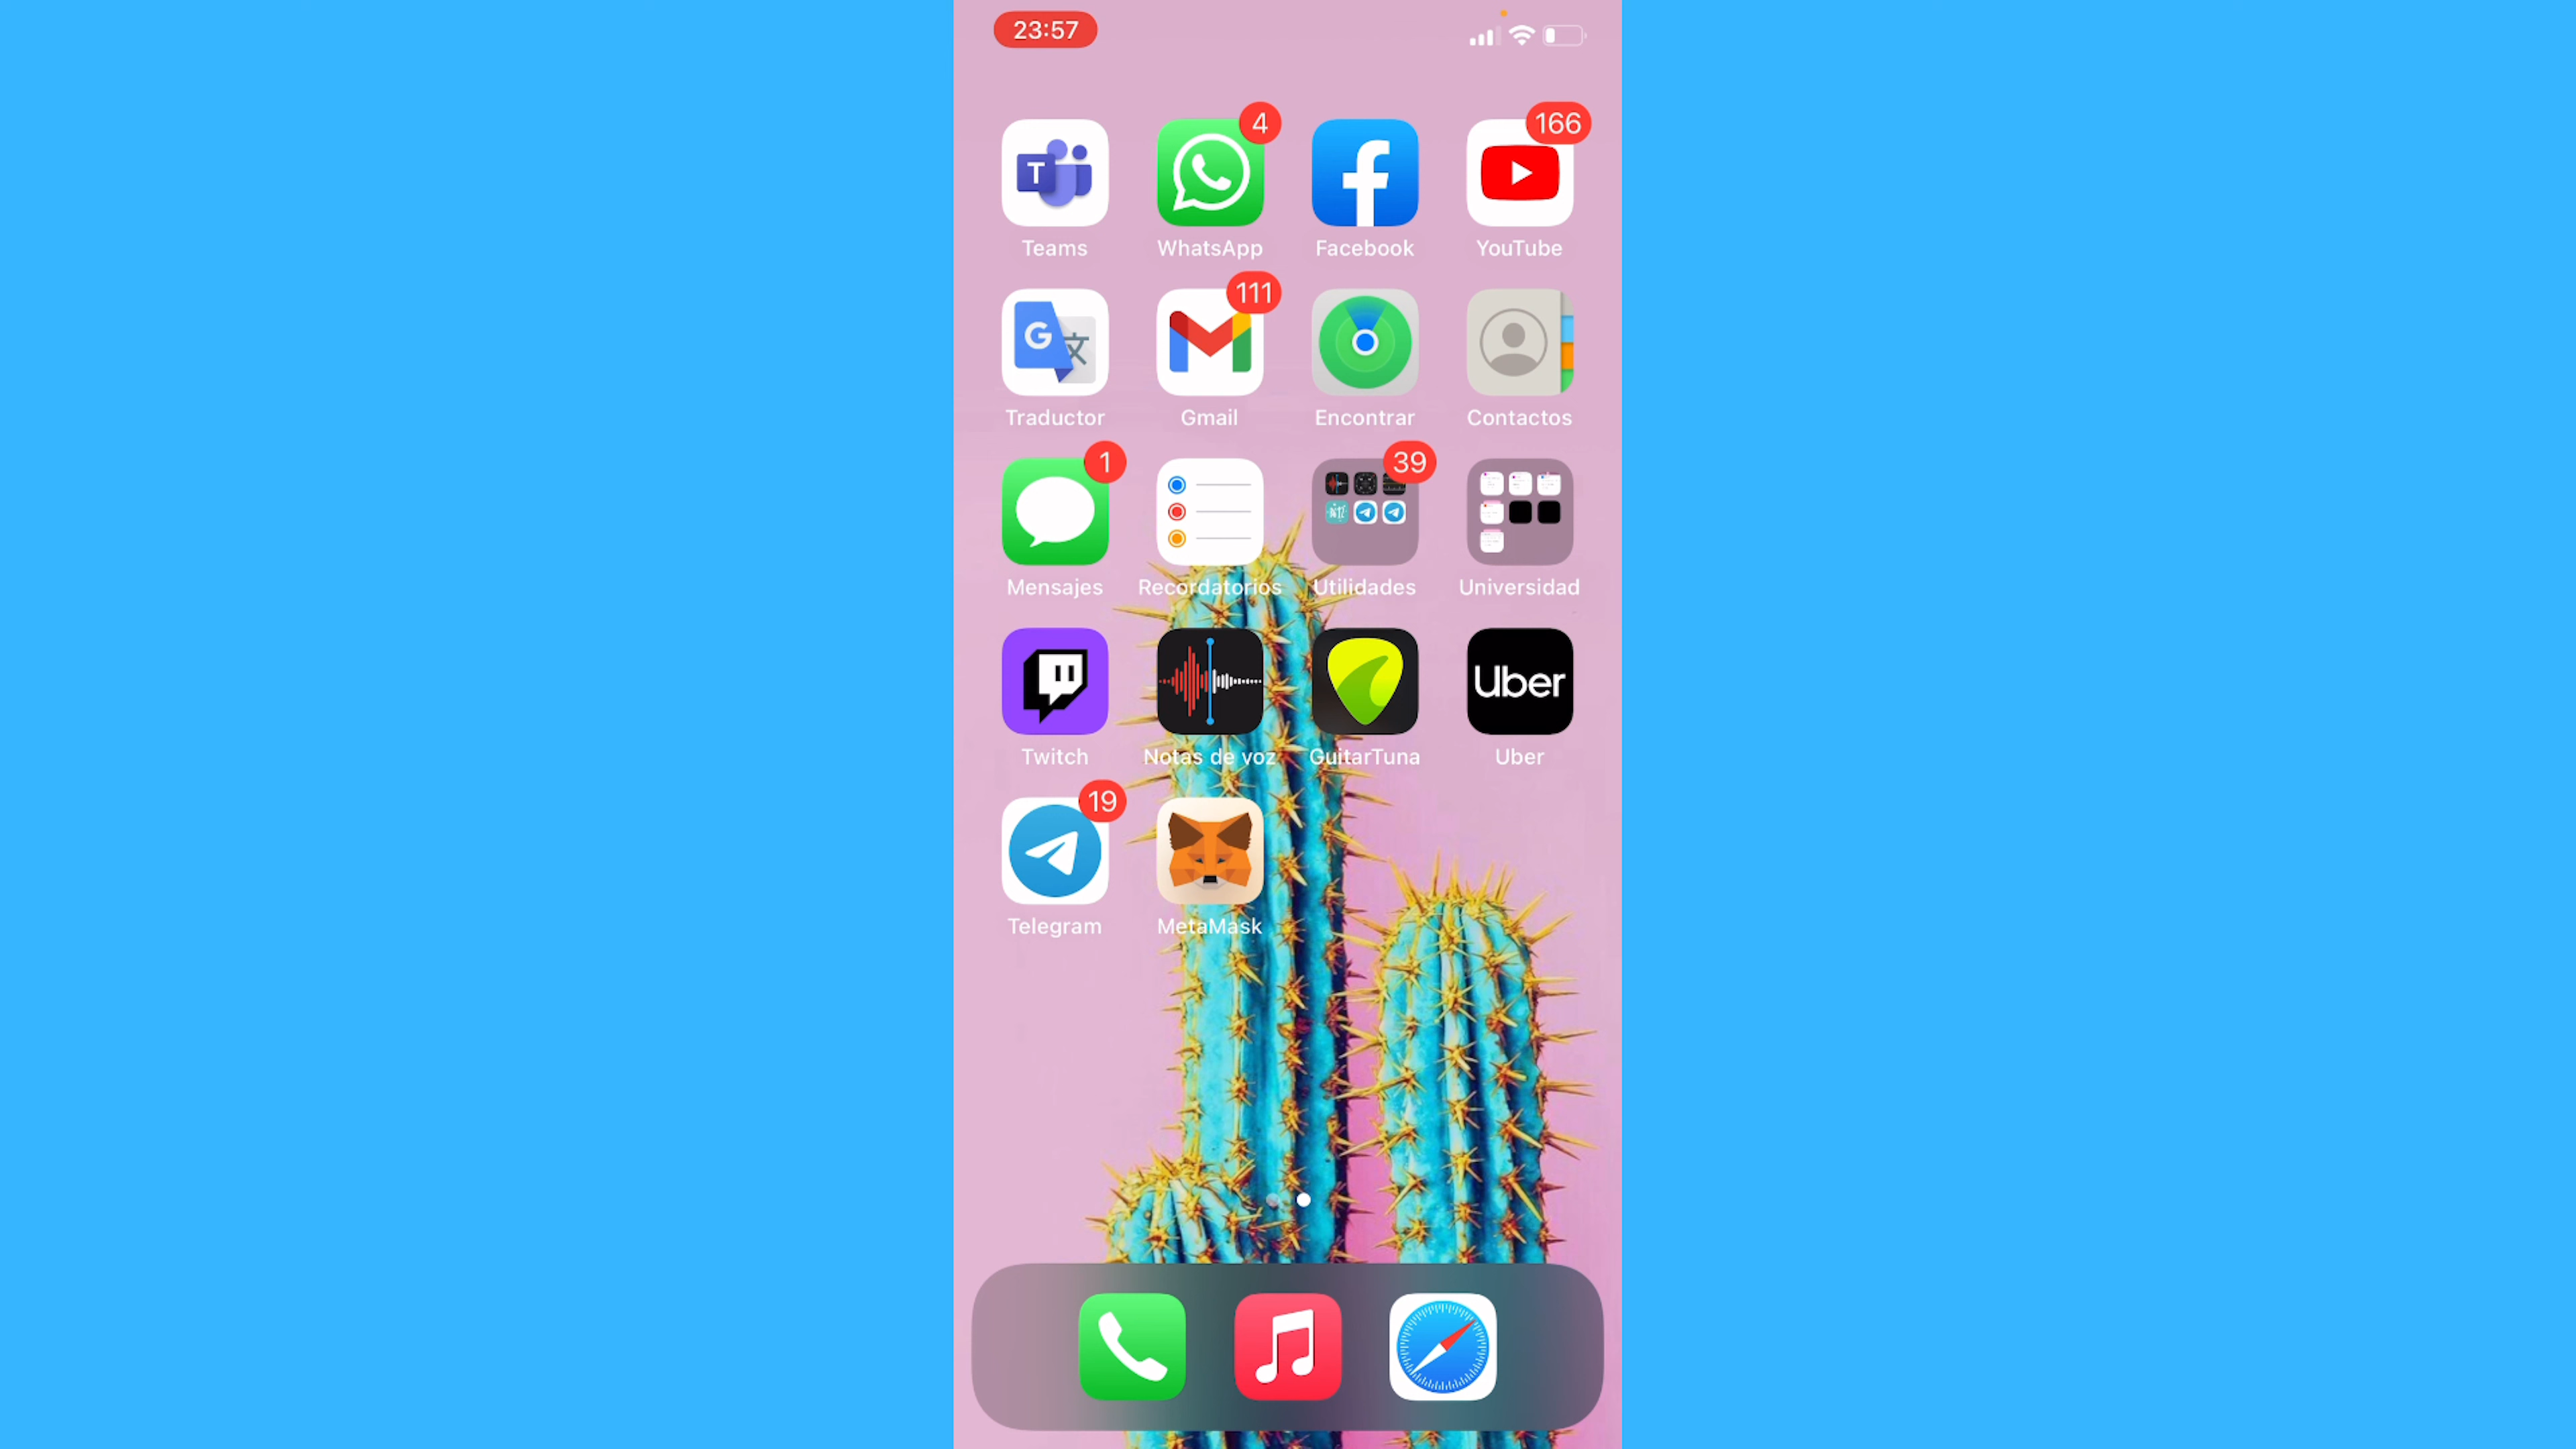 23:57
4
166
T
Teams
WhatsApp
Facebook
YouTube
111
G
文
Traductor
Gmail
Encontrar
Contactos
1
39
Mensajes
Recordatorios
Utilidades
Universidad
Uber
Twitch
Notas de voz
GuitarTuna
Uber
19
Telegram
MetaMask